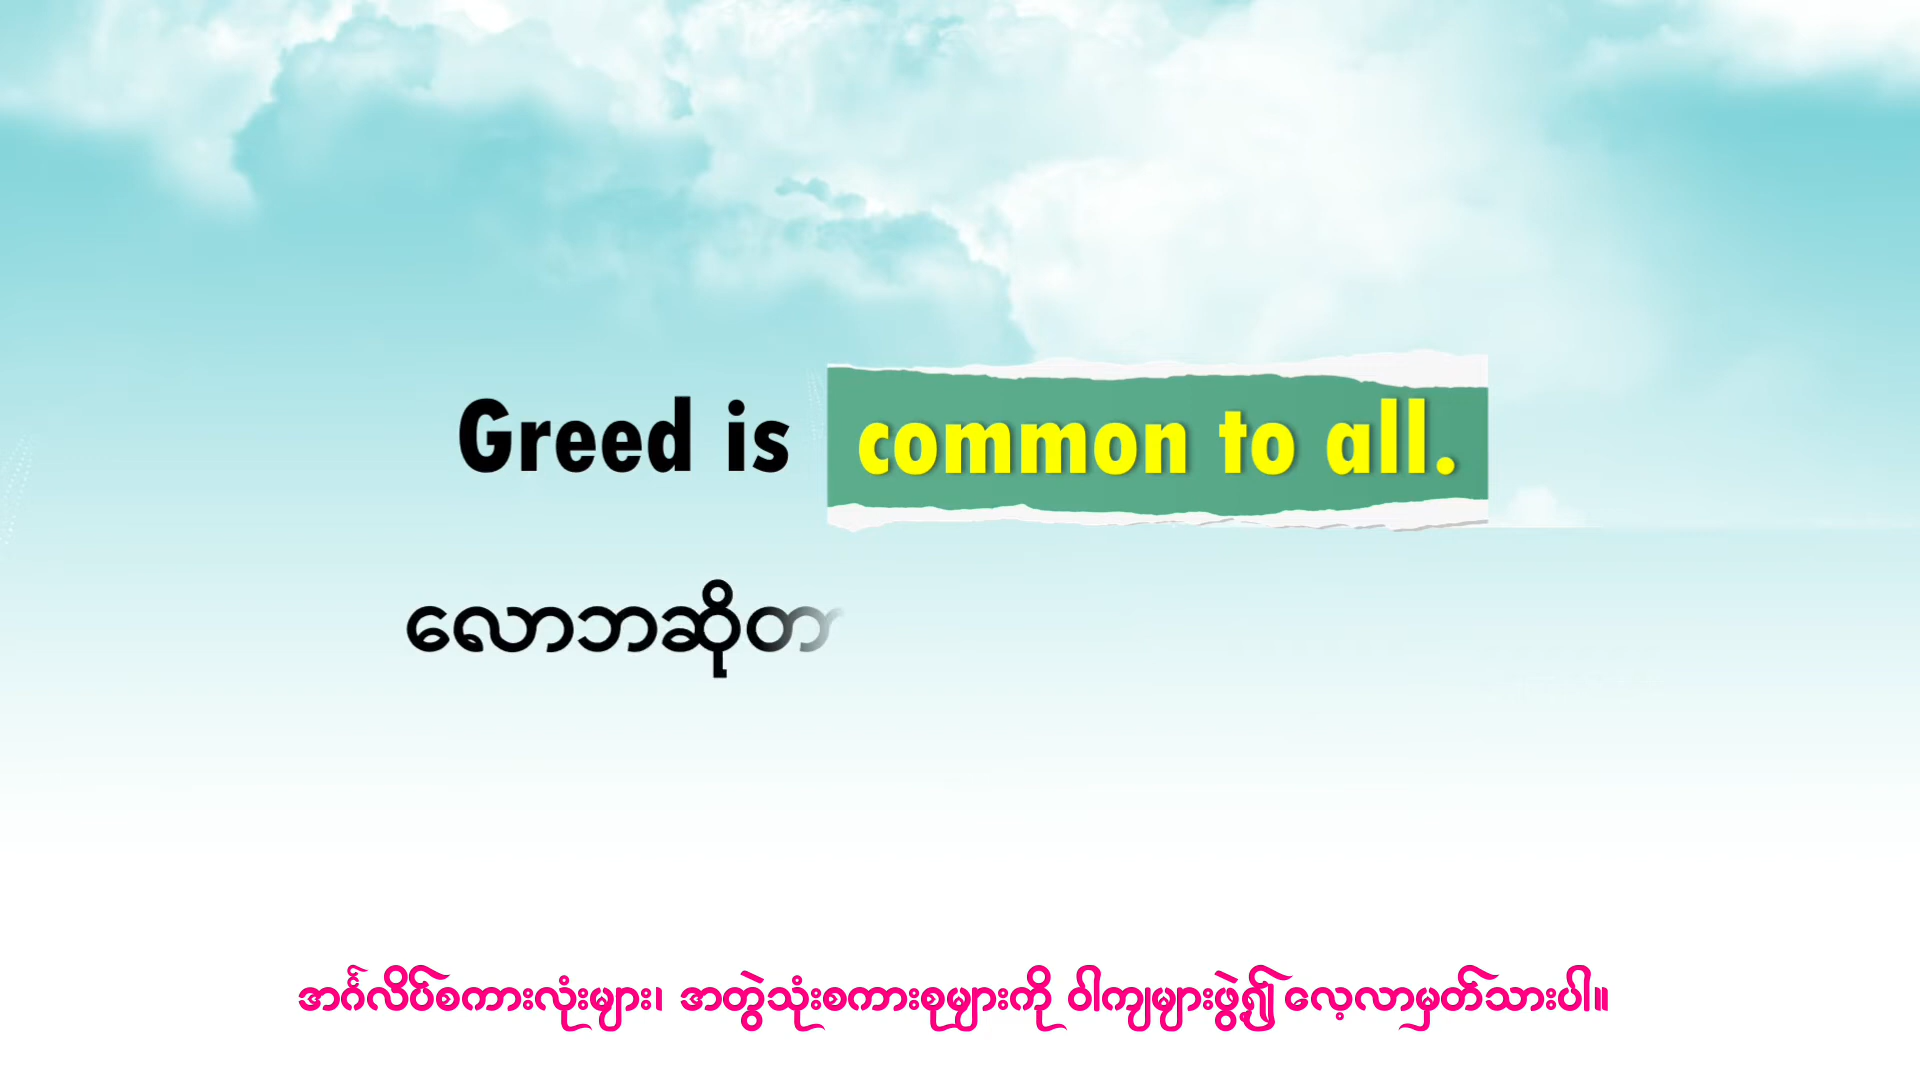 Greed is common to all.
လောဘဆိုတာ
အင်္ဂလိပ်စကားလုံးများ၊ အတွဲသုံးစကားစုများကို ဝါကျများဖွဲ့၍ လေ့လာမှတ်သားပါ။